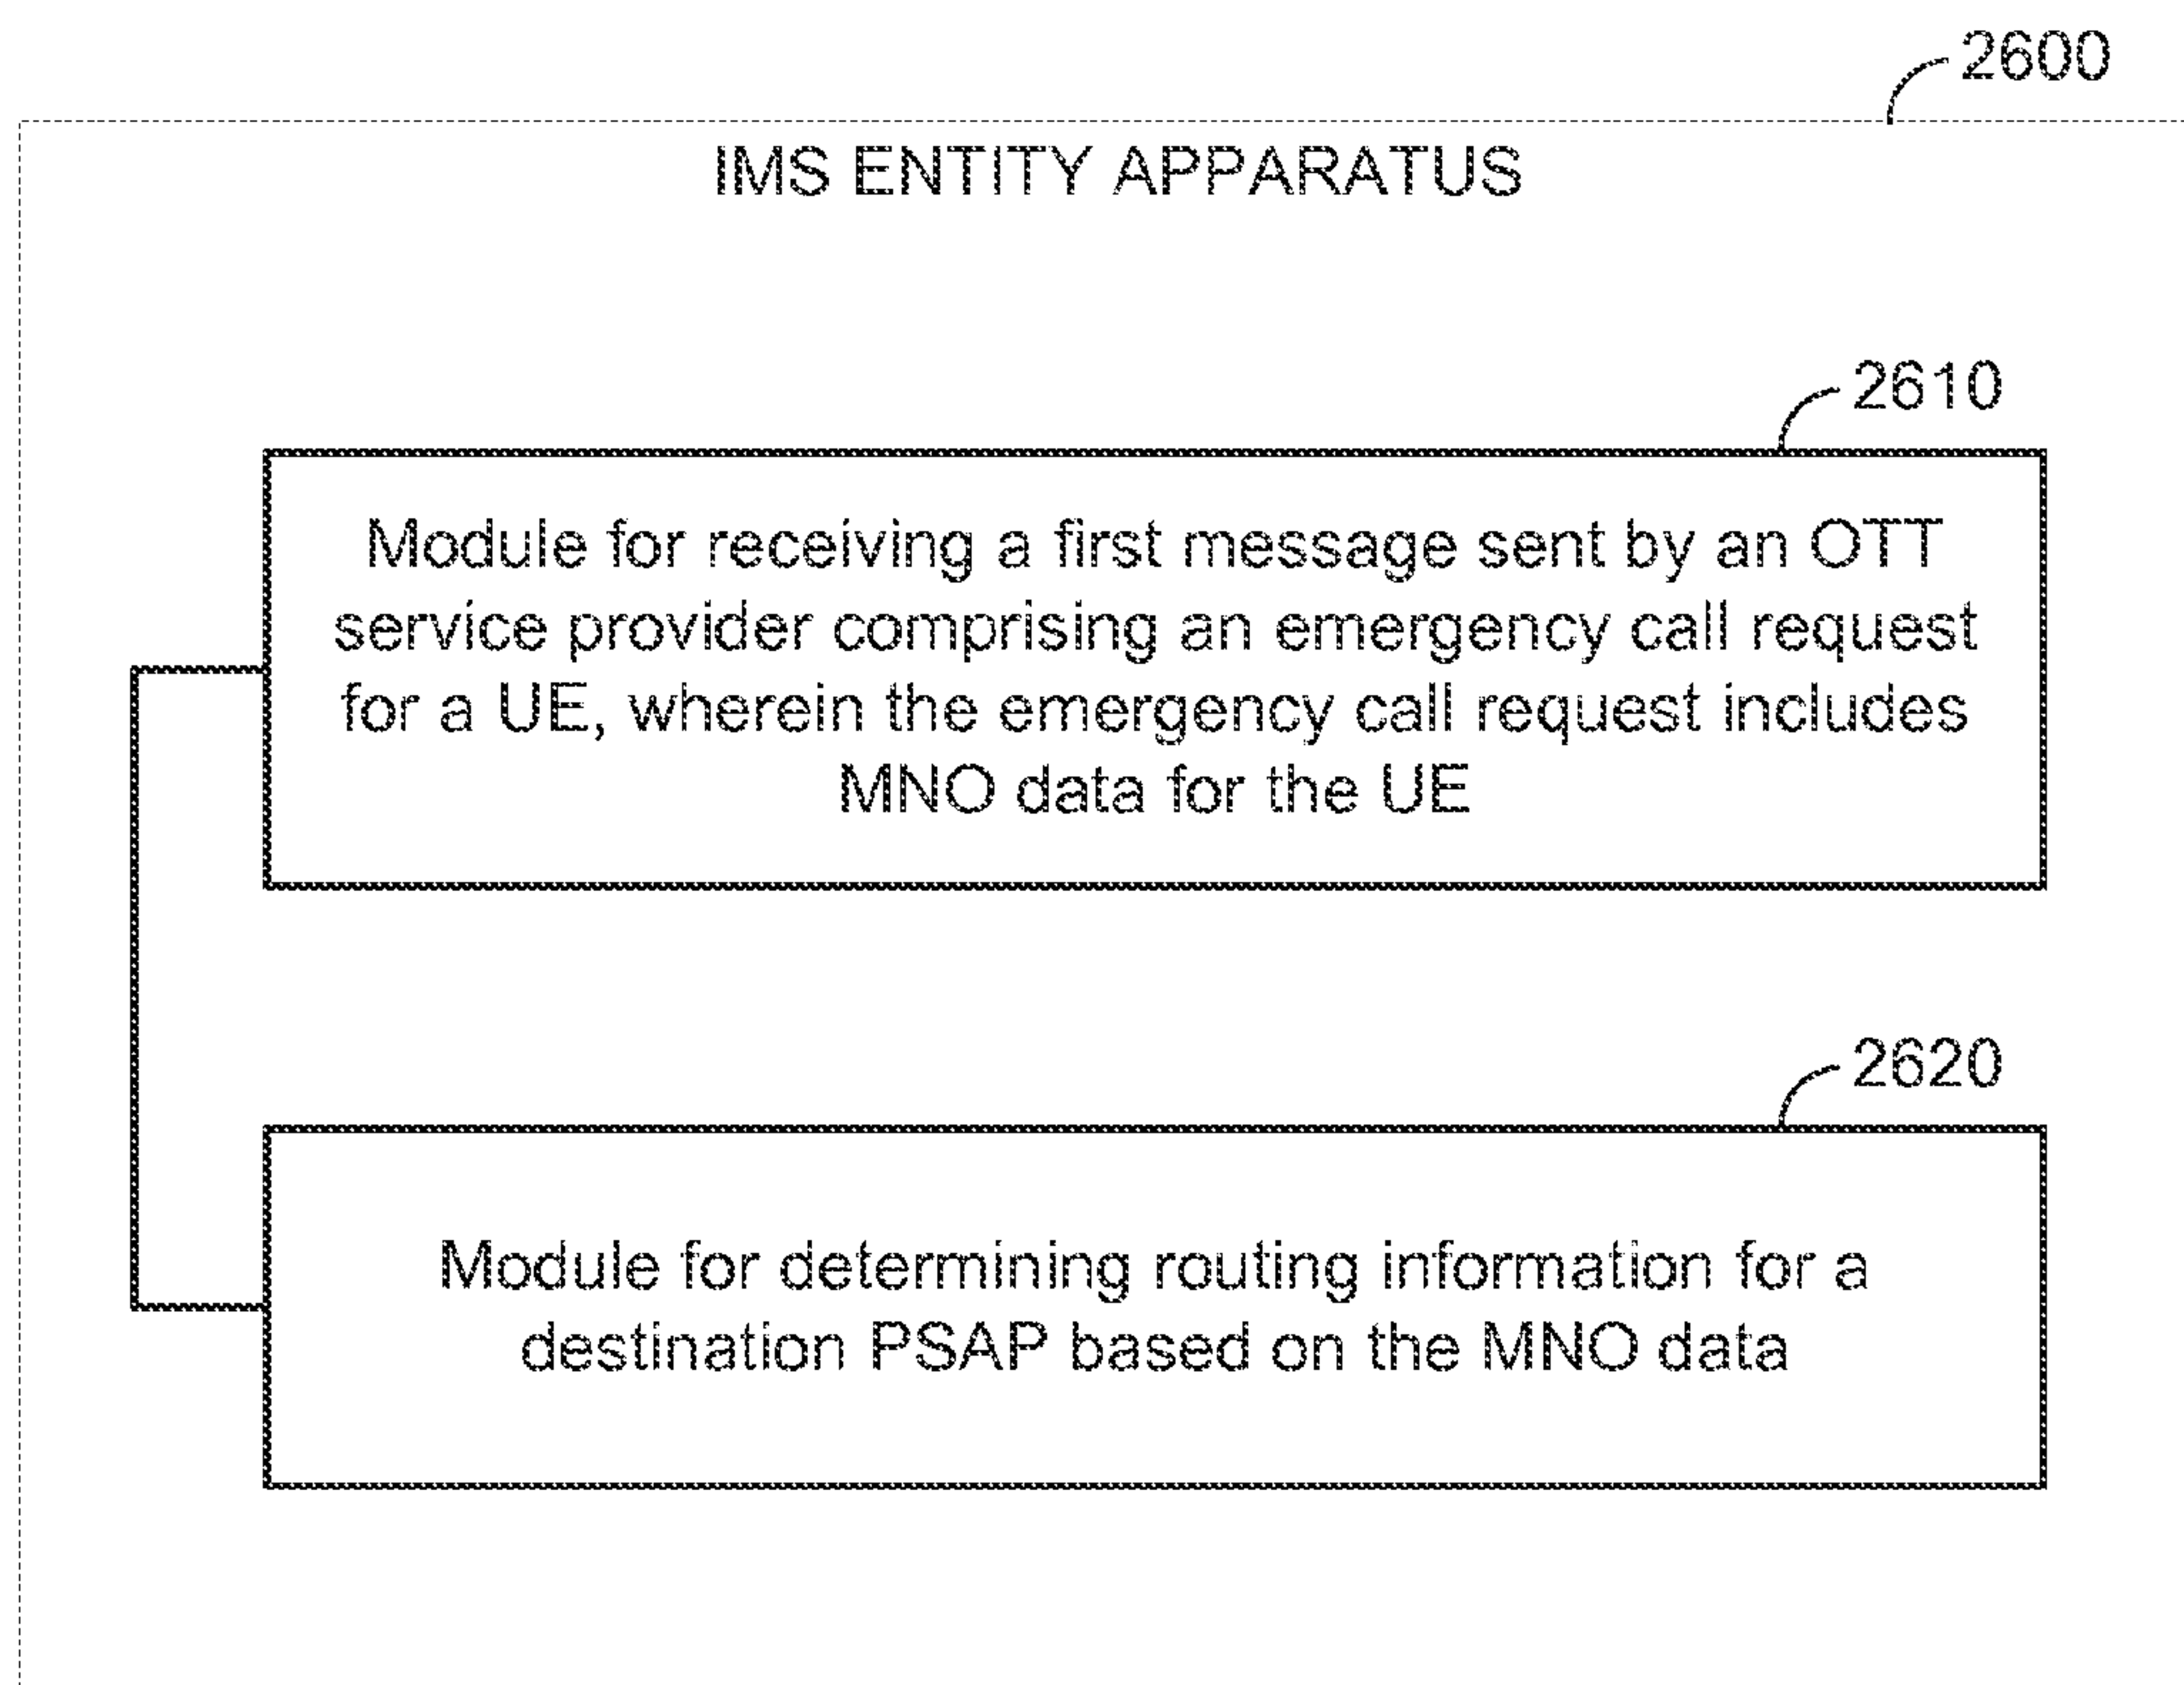 2600
IMS ENTITY APPARATUS
2610
Module for receiving a first message sent by an OTT
service provider comprising an emergency call request
for a UE, wherein the emergency call request includes
MNO data for the UE
2620
Module for determining routing information for a
destination PSAP based on the MNO data